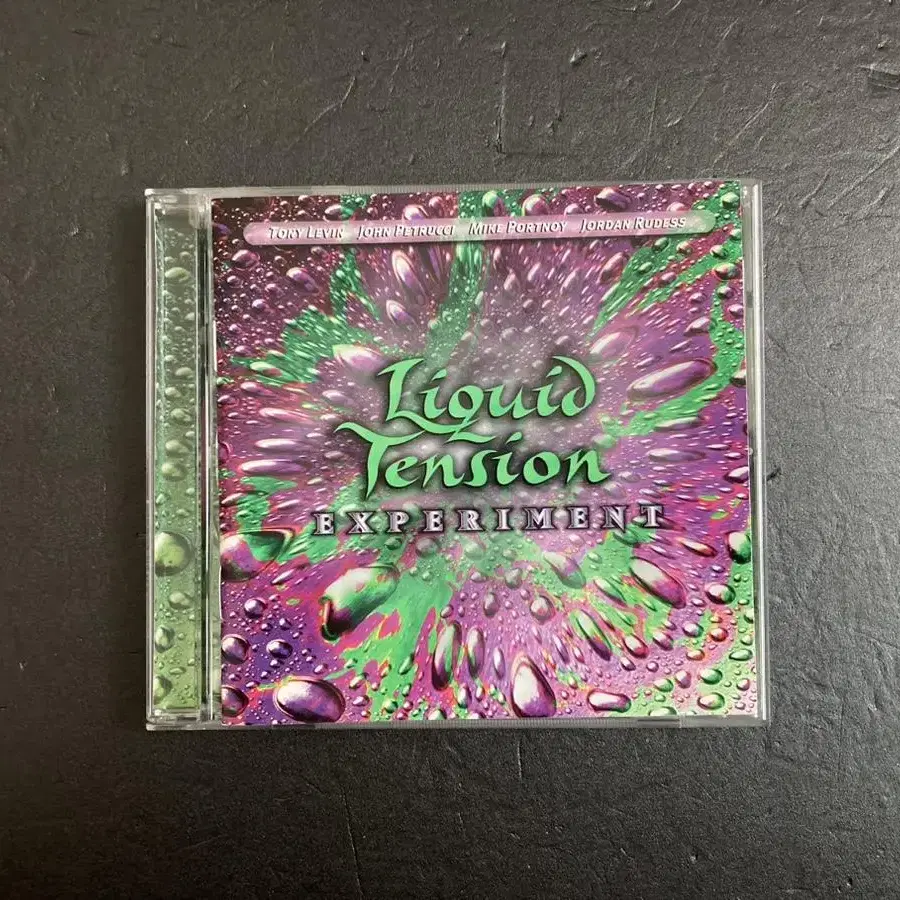 TONY LEVIN JOHN PETRUCCI MIKE PORTNOY JORDAN RUDESS
LIQUID
TENSION
EXPERIMENT